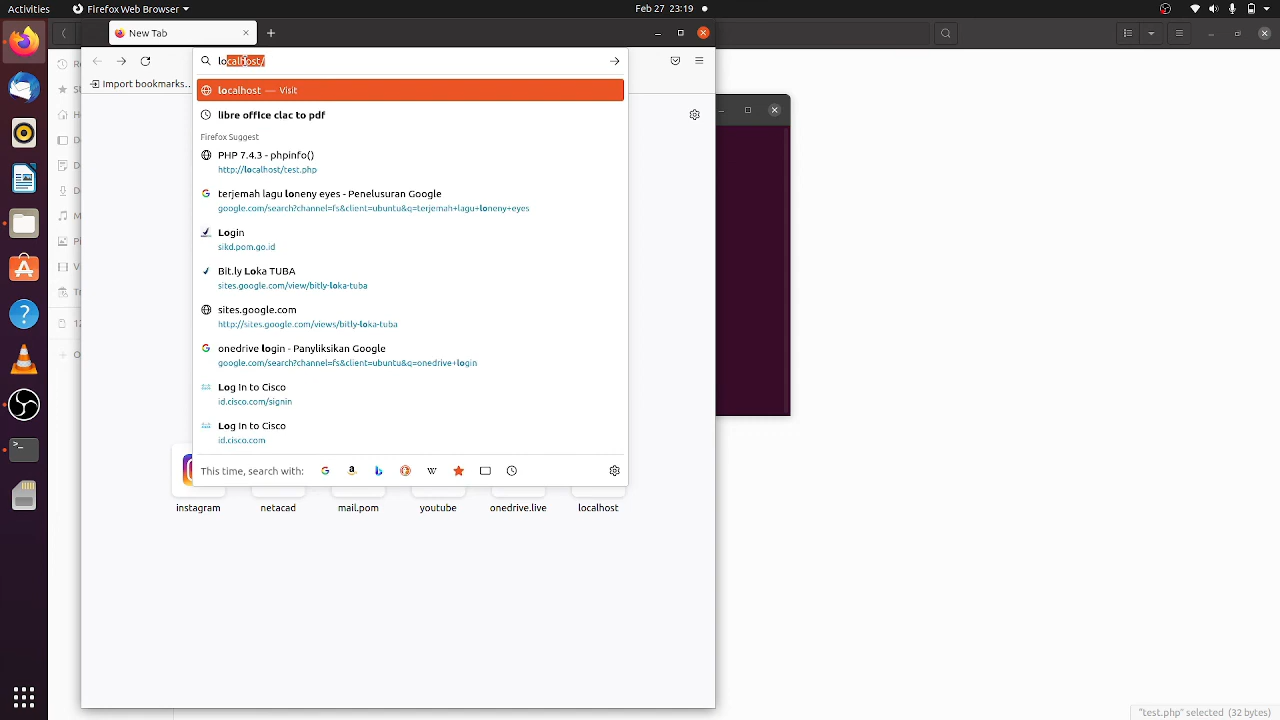 Activities
Firefox Web Browser
Feb 27 23:19
New Tab
localhost/
Import bookmarks...
localhost — Visit
libre offIce clac to pdf
Firefox Suggest
PHP 7.4.3 - phpinfo()
http://localhost/test.php
terjemah lagu loneny eyes - Penelusuran Google
google.com/search?channel=fs&client=ubuntu&q=terjemah+lagu+loneny+eyes
Login
sikd.pom.go.id
Bit.ly Loka TUBA
sites.google.com/view/bitly-loka-tuba
sites.google.com
http://sites.google.com/views/bitly-loka-tuba
onedrive login - Panyliksikan Google
google.com/search?channel=fs&client=ubuntu&q=onedrive+login
Log In to Cisco
id.cisco.com/signin
Log In to Cisco
id.cisco.com
This time, search with:
instagram
netacad
mail.pom
youtube
onedrive.live
localhost
"test.php" selected (32 bytes)